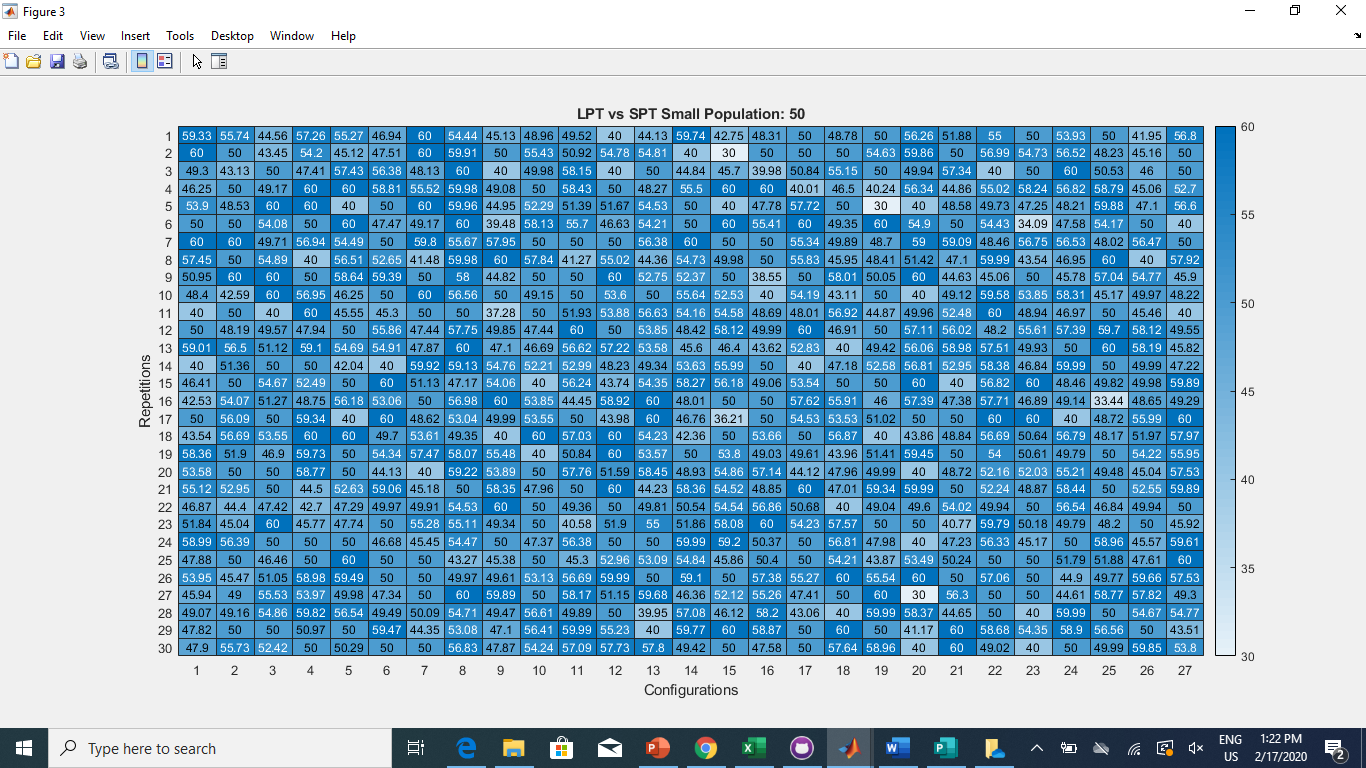 Figure 3
File Edit View Insert Tools Desktop Window Help
LPT vs SPT Small Population: 50
1 59.33 55.74 44.56 57.26 55.27 46.94 60 54.44 45.13 48.96 49.52 40 44.13 59.74 42.75 48.31 50 48.78 50 56.26 51.88 55 50 53.93 50 41.95 56.8 60
2 60 50 43.45 54.2 45.12 47.51 60 59.91 50 55.43 50.92 54.78 54.81 40 30 50 50 50 54.63 59.86 50 56.99 54.73 56.52 48.23 45.16 50
3 49.3 43.13 50 47.41 57.43 56.38 48.13 60 40 49.98 58.15 40 50 44.84 45.7 39.98 50.84 55.15 50 49.94 57.34 40 50 60 50.53 46 50
4 46.25 50 49.17 60 60 58.81 55.52 59.98 49.08 50 58.43 50 48.27 55.5 60 60 40.01 46.5 40.24 56.34 44.86 55.02 58.24 56.82 58.79 45.06 52.7
5 53.9 48.53 60 60 40 50 60 59.96 44.95 52.29 51.39 51.67 54.53 50 40 47.78 57.72 50 30 40 48.58 49.73 47.25 48.21 59.88 47.1 56.6 55
6 50 50 54.08 50 60 47.47 49.17 60 39.48 58.13 55.7 46.63 54.21 50 60 55.41 60 49.35 60 54.9 50 54.43 34.09 47.58 54.17 50 40
7 60 60 49.71 56.94 54.49 50 59.8 55.67 57.95 50 50 50 56.38 60 50 50 55.34 49.89 48.7 59 59.09 48.46 56.75 56.53 48.02 56.47 50
8 57.45 50 54.89 40 56.51 52.65 41.48 59.98 60 57.84 41.27 55.02 44.36 54.73 49.98 50 55.83 45.95 48.41 51.42 47.1 59.99 43.54 46.95 60 40 57.92
9 50.95 60 60 50 58.64 59.39 50 58 44.82 50 50 60 52.75 52.37 50 38.55 50 58.01 50.05 60 44.63 45.06 50 45.78 57.04 54.77 45.9
10 48.4 42.59 60 56.95 46.25 50 60 56.56 50 49.15 50 53.6 50 55.64 52.53 40 54.19 43.11 50 40 49.12 59.58 53.85 58.31 45.17 49.97 48.22
11 40 50 40 60 45.55 45.3 50 50 37.28 50 51.93 53.88 56.63 54.16 54.58 48.69 48.01 56.92 44.87 49.96 52.48 60 48.94 46.97 50 45.46 40 50
12 50 48.19 49.57 47.94 50 55.86 47.44 57.75 49.85 47.44 60 50 53.85 48.42 58.12 49.99 60 46.91 50 57.11 56.02 48.2 55.61 57.39 59.7 58.12 49.55
13 59.01 56.5 51.12 59.1 54.69 54.91 47.87 60 47.1 46.69 56.62 57.22 53.58 45.6 46.4 43.62 52.83 40 49.42 56.06 58.98 57.51 49.93 50 60 58.19 45.82
14 40 51.36 50 50 42.04 40 59.92 59.13 54.76 52.21 52.99 48.23 49.34 53.63 55.99 50 40 47.18 52.58 56.81 52.95 58.38 46.84 59.99 50 49.99 47.22
15 46.41 50 54.67 52.49 50 60 51.13 47.17 54.06 40 56.24 43.74 54.35 58.27 56.18 49.06 53.54 50 50 60 40 56.82 60 48.46 49.82 49.98 59.89
16 42.53 54.07 51.27 48.75 56.18 53.06 50 56.98 60 53.85 44.45 58.92 60 48.01 50 50 57.62 55.91 46 57.39 47.38 57.71 46.89 49.14 33.44 48.65 49.29 45
17 50 56.09 50 59.34 40 60 48.62 53.04 49.99 53.55 50 43.98 60 46.76 36.21 50 54.53 53.53 51.02 50 50 60 60 40 48.72 55.99 60
18 43.54 56.69 53.55 60 60 49.7 53.61 49.35 40 60 57.03 60 54.23 42.36 50 53.66 50 56.87 40 43.86 48.84 56.69 50.64 56.79 48.17 51.97 57.97
19 58.36 51.9 46.9 59.73 50 54.34 57.47 58.07 55.48 40 50.84 60 53.57 50 53.8 49.03 49.61 43.96 51.41 59.45 50 54 50.61 49.79 50 54.22 55.95
20 53.58 50 50 58.77 50 44.13 40 59.22 53.89 50 57.76 51.59 58.45 48.93 54.86 57.14 44.12 47.96 49.99 40 48.72 52.16 52.03 55.21 49.48 45.04 57.53
21 55.12 52.95 50 44.5 52.63 59.06 45.18 50 58.35 47.96 50 60 44.23 58.36 54.52 48.85 60 47.01 59.34 59.99 50 52.24 48.87 58.44 50 52.55 59.89 40
22 46.87 44.4 47.42 42.7 47.29 49.97 49.91 54.53 60 50 49.36 50 49.81 50.54 54.54 56.86 50.68 40 49.04 49.6 54.02 49.94 50 56.54 46.84 49.94 50
23 51.84 45.04 60 45.77 47.74 50 55.28 55.11 49.34 50 40.58 51.9 55 51.86 58.08 60 54.23 57.57 50 50 40.77 59.79 50.18 49.79 48.2 50 45.92
24 58.99 56.39 50 50 50 46.68 45.45 54.47 50 47.37 56.38 50 50 59.99 59.2 50.37 50 56.81 47.98 40 47.23 56.33 45.17 50 58.96 45.57 59.61
25 47.88 50 46.46 50 60 50 50 43.27 45.38 50 45.3 52.96 53.09 54.84 45.86 50.4 50 54.21 43.87 53.49 50.24 50 50 51.79 51.88 47.61 60
26 53.95 45.47 51.05 58.98 59.49 50 50 49.97 49.61 53.13 56.69 59.99 50 59.1 50 57.38 55.27 60 55.54 60 50 57.06 50 44.9 49.77 59.66 57.53 35
27 45.94 49 55.53 53.97 49.98 47.34 50 60 59.89 50 58.17 51.15 59.68 46.36 52.12 55.26 47.41 50 60 30 56.3 50 50 44.61 58.77 57.82 49.3
28 49.07 49.16 54.86 59.82 56.54 49.49 50.09 54.71 49.47 56.61 49.89 50 39.95 57.08 46.12 58.2 43.06 40 59.99 58.37 44.65 50 40 59.99 50 54.67 54.77
29 47.82 50 50 50.97 50 59.47 44.35 53.08 47.1 56.41 59.99 55.23 40 59.77 60 58.87 50 60 50 41.17 60 58.68 54.35 58.9 56.56 50 43.51
30 47.9 55.73 52.42 50 50.29 50 50 56.83 47.87 54.24 57.09 57.73 57.8 49.42 50 47.58 50 57.64 58.96 40 60 49.02 40 50 49.99 59.85 53.8 30
1 2 3 4 5 6 7 8 9 10 11 12 13 14 15 16 17 18 19 20 21 22 23 24 25 26 27
Repetitions
Configurations
Type here to search
ENG 1:22 PM
US 2/17/2020
2